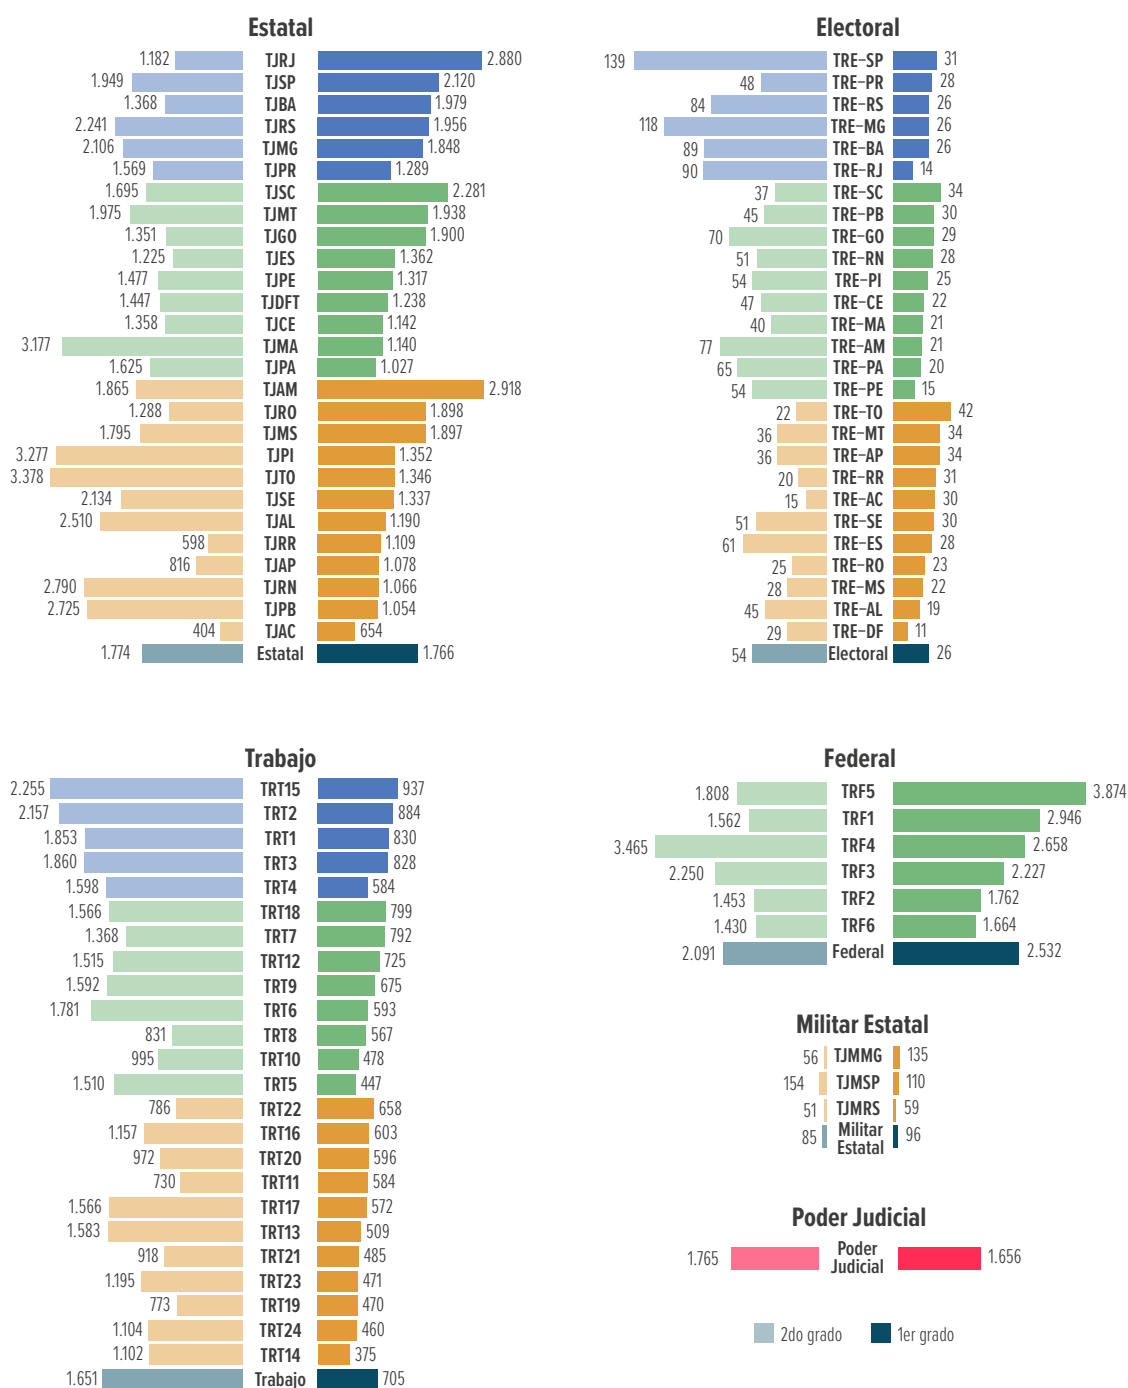 Estatal
1.182 TJRJ 2.880
1.949 TJSP 2.120
1.368 TJBA 1.979
2.241 TJRS 1.956
2.106 TJMG 1.848
1.569 TJPR 1.289
1.695 TJSC 2.281
1.975 TJMT 1.938
1.351 TJGO 1.900
1.225 TJES 1.362
1.477 TJPE 1.317
1.447 TJDFT 1.238
1.358 TJCE 1.142
3.177 TJMA 1.140
1.625 TJPA 1.027
1.865 TJAM 2.918
1.288 TJRO 1.898
1.795 TJMS 1.897
3.277 TJPI 1.352
3.378 TJTO 1.346
2.134 TJSE 1.337
2.510 TJAL 1.190
598 TJRR 1.109
816 TJAP 1.078
2.790 TJRN 1.066
2.725 TJPB 1.054
404 TJAC 654
1.774 Estatal 1.766
Electoral
139 TRE-SP 31
48 TRE-PR 28
84 TRE-RS 26
118 TRE-MG 26
89 TRE-BA 26
90 TRE-RJ 14
37 TRE-SC 34
45 TRE-PB 30
70 TRE-GO 29
51 TRE-RN 28
54 TRE-PI 25
47 TRE-CE 22
40 TRE-MA 21
77 TRE-AM 21
65 TRE-PA 20
54 TRE-PE 15
22 TRE-TO 42
36 TRE-MT 34
36 TRE-AP 34
20 TRE-RR 31
15 TRE-AC 30
51 TRE-SE 30
61 TRE-ES 28
25 TRE-RO 23
28 TRE-MS 22
45 TRE-AL 19
29 TRE-DF 11
54 Electoral 26
Trabajo
2.255 TRT15 937
2.157 TRT2 884
1.853 TRT1 830
1.860 TRT3 828
1.598 TRT4 584
1.566 TRT18 799
1.368 TRT7 792
1.515 TRT12 725
1.592 TRT9 675
1.781 TRT6 593
831 TRT8 567
995 TRT10 478
1.510 TRT5 447
786 TRT22 658
1.157 TRT16 603
972 TRT20 596
730 TRT11 584
1.566 TRT17 572
1.583 TRT13 509
918 TRT21 485
1.195 TRT23 471
773 TRT19 470
1.104 TRT24 460
1.102 TRT14 375
1.651 Trabajo 705
Federal
1.808 TRF5 3.874
1.562 TRF1 2.946
3.465 TRF4 2.658
2.250 TRF3 2.227
1.453 TRF2 1.762
1.430 TRF6 1.664
2.091 Federal 2.532
Militar Estatal
56 TJMMG 135
154 TJMSP 110
51 TJMRS 59
85 Militar 96
Estatal
Poder Judicial
1.765 Poder 1.656
Judicial
2do grado 1er grado